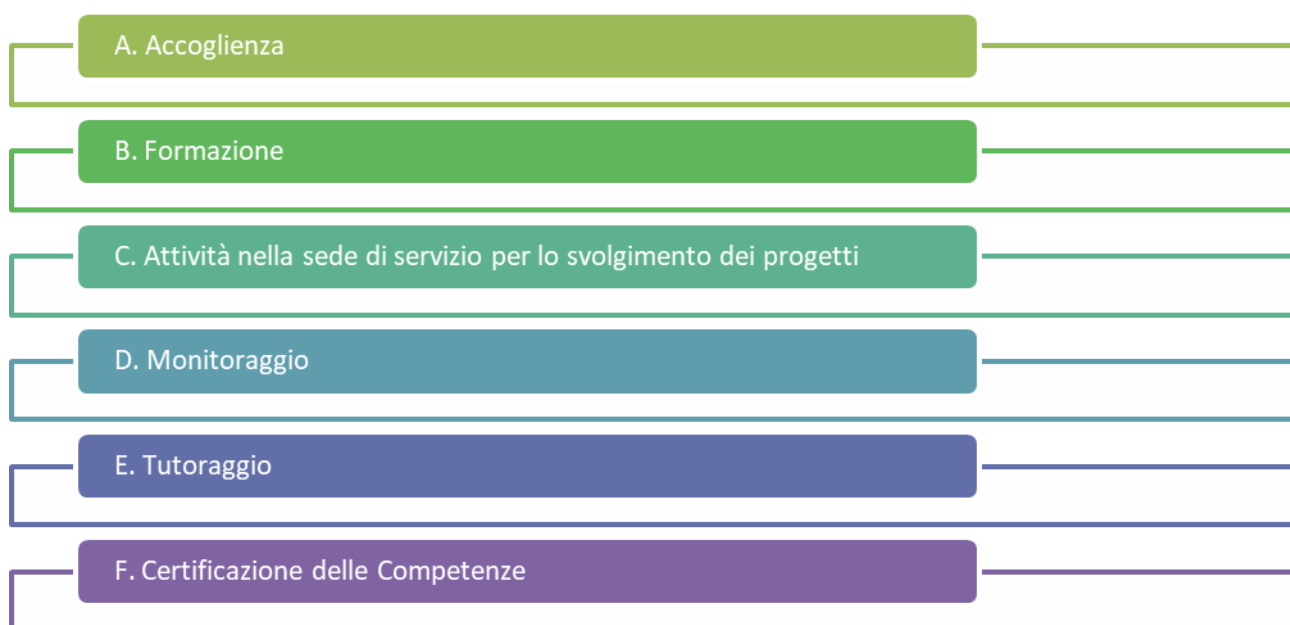 A. Accoglienza
B. Formazione
C. Attività nella sede di servizio per lo svolgimento dei progetti
D. Monitoraggio
E. Tutoraggio
F. Certificazione delle Competenze